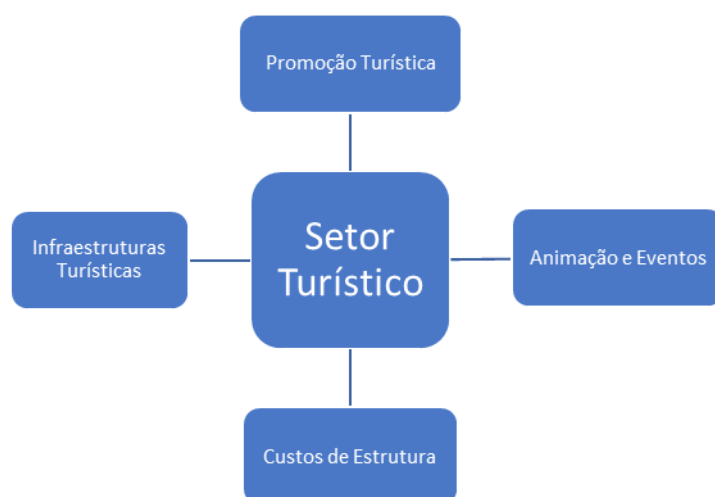 Promoção Turística
Infraestruturas
Turísticas
Setor
Turístico
Animação e Eventos
Custos de Estrutura